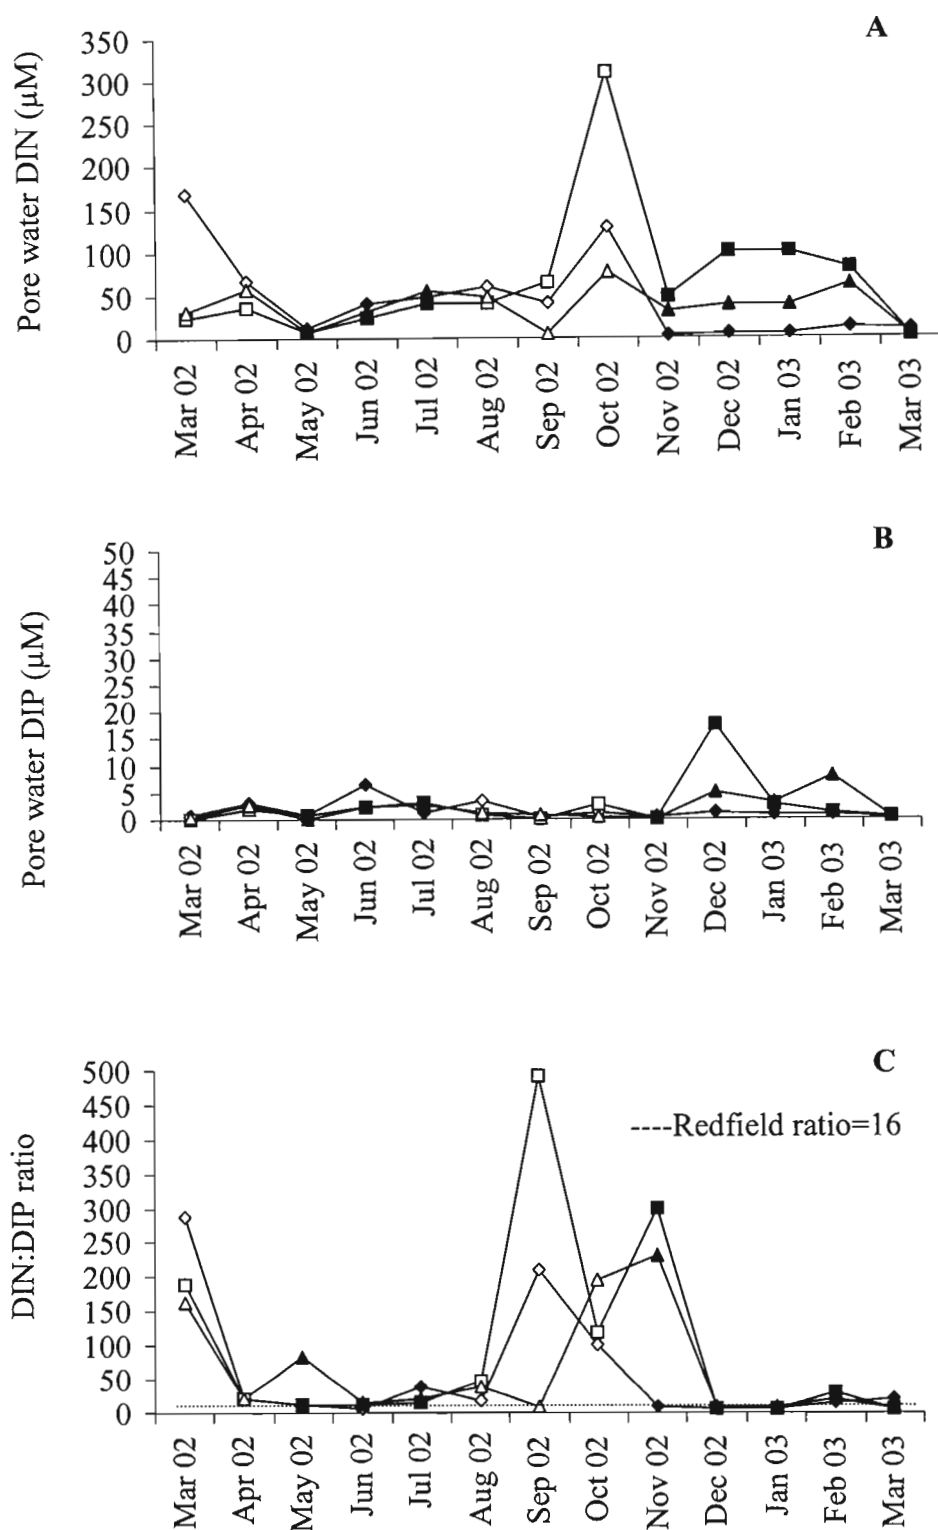 A
Pore water DIN (µM)
350
300
250
200
150
100
50
0
Mar 02
Apr 02
May 02
Jun 02
Jul 02
Aug 02
Sep 02
Oct 02
Nov 02
Dec 02
Jan 03
Feb 03
Mar 03
B
Pore water DIP (µM)
50
45
40
35
30
25
20
15
10
5
0
Mar 02
Apr 02
May 02
Jun 02
Jul 02
Aug 02
Sep 02
Oct 02
Nov 02
Dec 02
Jan 03
Feb 03
Mar 03
C
DIN:DIP ratio
500
450
400
350
300
250
200
150
100
50
0
----Redfield ratio=16
Mar 02
Apr 02
May 02
Jun 02
Jul 02
Aug 02
Sep 02
Oct 02
Nov 02
Dec 02
Jan 03
Feb 03
Mar 03